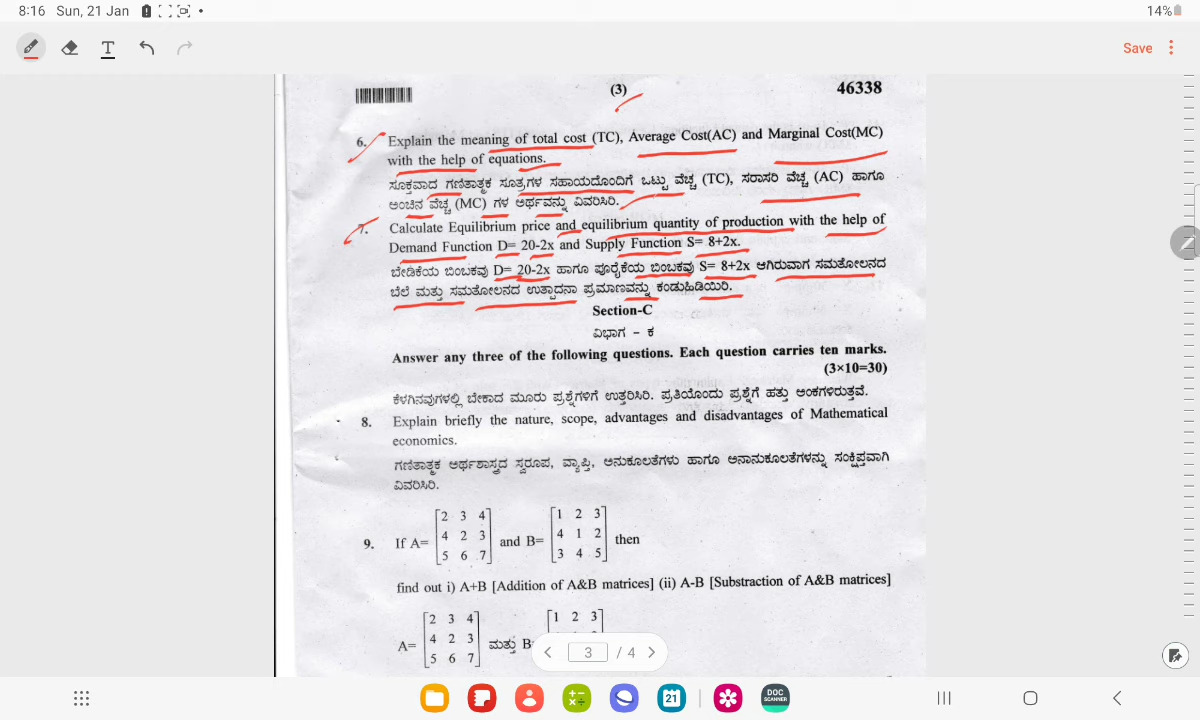 8:16 Sun, 21 Jan
14%
T
Save
(3)
46338
6. Explain the meaning of total cost (TC), Average Cost(AC) and Marginal Cost(MC)
with the help of equations.
ಸೂಕ್ತವಾದ ಗಣಿತಾತ್ಮಕ ಸೂತ್ರಗಳ ಸಹಾಯದೊಂದಿಗೆ ಒಟ್ಟು ವೆಚ್ಚ (TC), ಸರಾಸರಿ ವೆಚ್ಚ (AC) ಹಾಗೂ
ಅಂಚಿನ ವೆಚ್ಚ (MC) ಗಳ ಅರ್ಥವನ್ನು ವಿವರಿಸಿರಿ.
7. Calculate Equilibrium price and equilibrium quantity of production with the help of
Demand Function D= 20-2x and Supply Function S= 8+2x.
ಬೇಡಿಕೆಯ ಬಿಂಬಕವು D= 20-2x ಹಾಗೂ ಪೂರೈಕೆಯ ಬಿಂಬಕವು S= 8+2x ಆಗಿರುವಾಗ ಸಮತೋಲನದ
ಬೆಲೆ ಮತ್ತು ಸಮತೋಲನದ ಉತ್ಪಾದನಾ ಪ್ರಮಾಣವನ್ನು ಕಂಡುಹಿಡಿಯಿರಿ.
Section-C
ವಿಭಾಗ - ಕ
Answer any three of the following questions. Each question carries ten marks.
(3×10=30)
ಕೆಳಗಿನವುಗಳಲ್ಲಿ ಬೇಕಾದ ಮೂರು ಪ್ರಶ್ನೆಗಳಿಗೆ ಉತ್ತರಿಸಿರಿ. ಪ್ರತಿಯೊಂದು ಪ್ರಶ್ನೆಗೆ ಹತ್ತು ಅಂಕಗಳಿರುತ್ತವೆ.
8. Explain briefly the nature, scope, advantages and disadvantages of Mathematical
economics.
ಗಣಿತಾತ್ಮಕ ಅರ್ಥಶಾಸ್ತ್ರದ ಸ್ವರೂಪ, ವ್ಯಾಪ್ತಿ, ಅನುಕೂಲತೆಗಳು ಹಾಗೂ ಅನಾನುಕೂಲತೆಗಳನ್ನು ಸಂಕ್ಷಿಪ್ತವಾಗಿ
ವಿವರಿಸಿರಿ.
[2 3 4] [1 2 3]
9. If A= 4 2 3 and B= 4 1 2 then
[5 6 7] [3 4 5]
find out i) A+B [Addition of A&B matrices] (ii) A-B [Substraction of A&B matrices]
[2 3 4] [1 2 3]
A= 4 2 3 ಮತ್ತು B
[5 6 7]
3 / 4
21
DOC
SCANNER